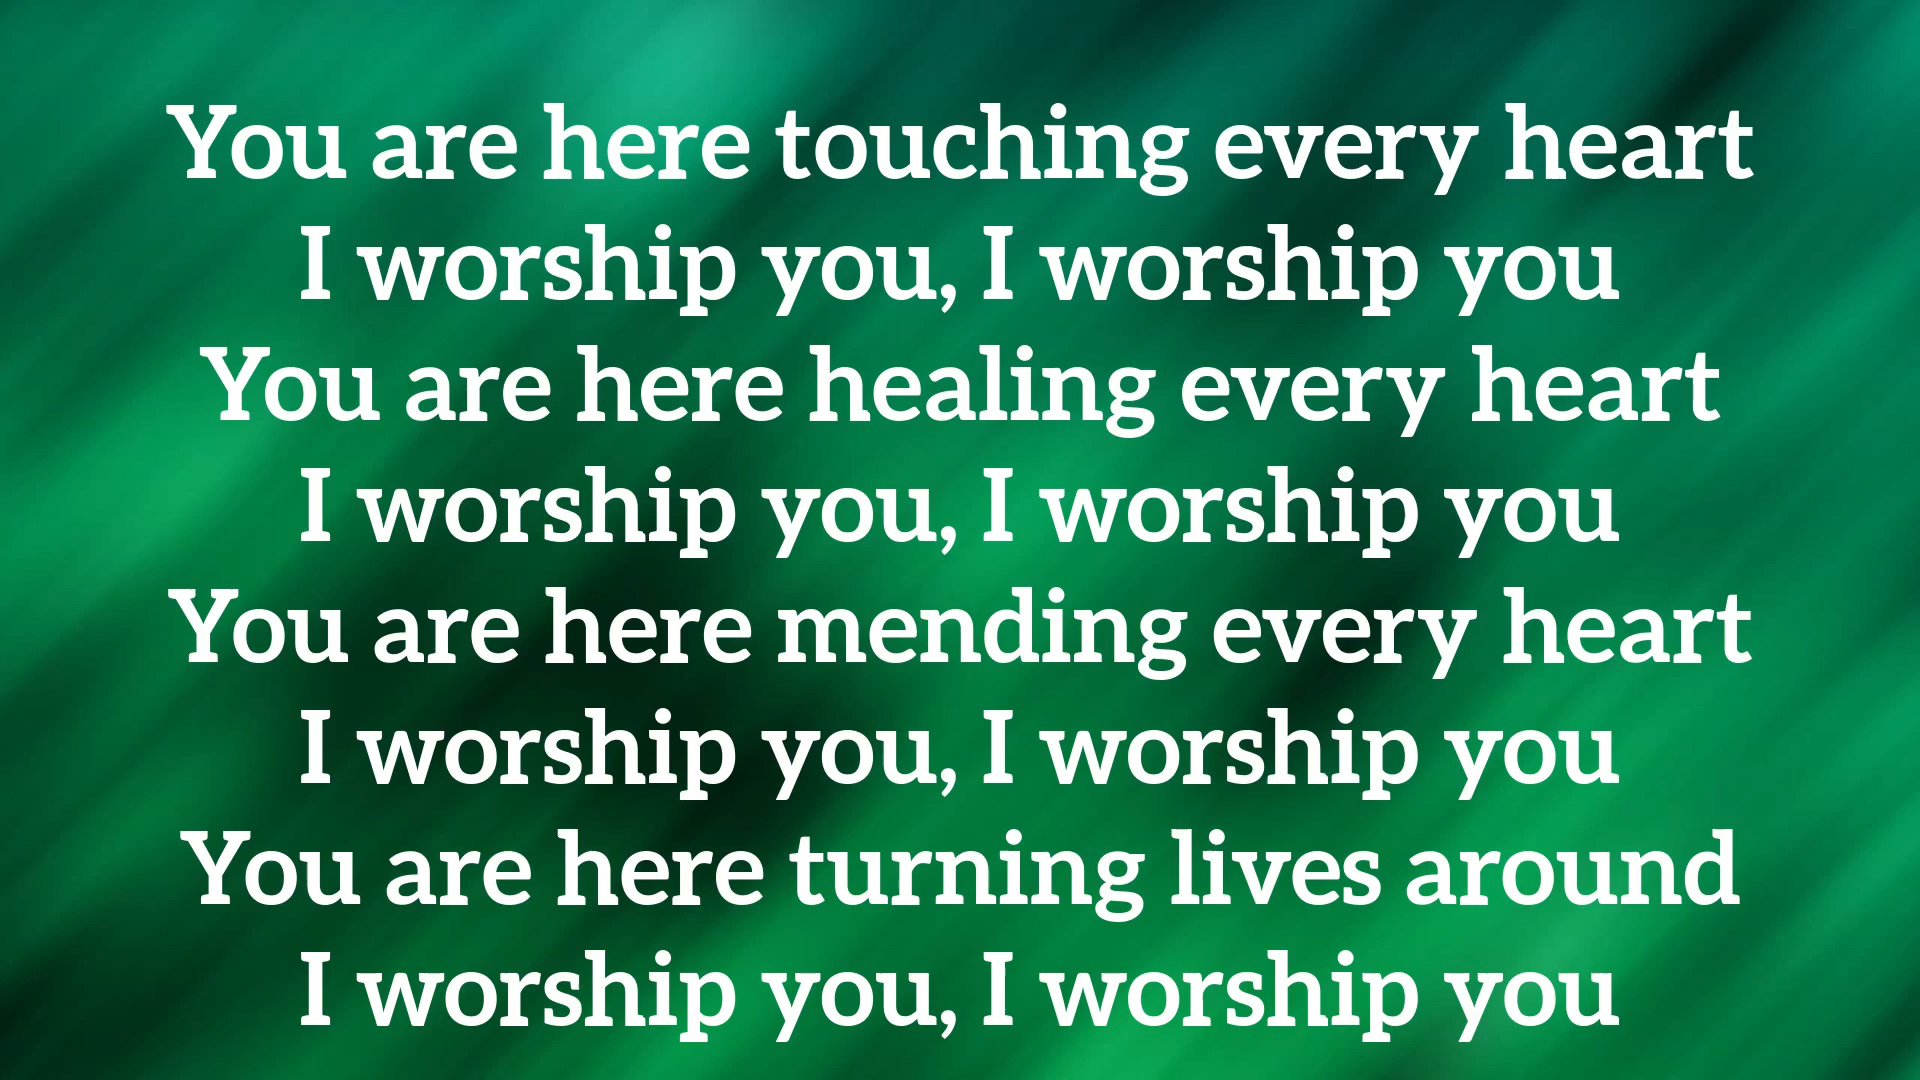 You are here touching every heart
I worship you, I worship you
You are here healing every heart
I worship you, I worship you
You are here mending every heart
I worship you, I worship you
You are here turning lives around
I worship you, I worship you